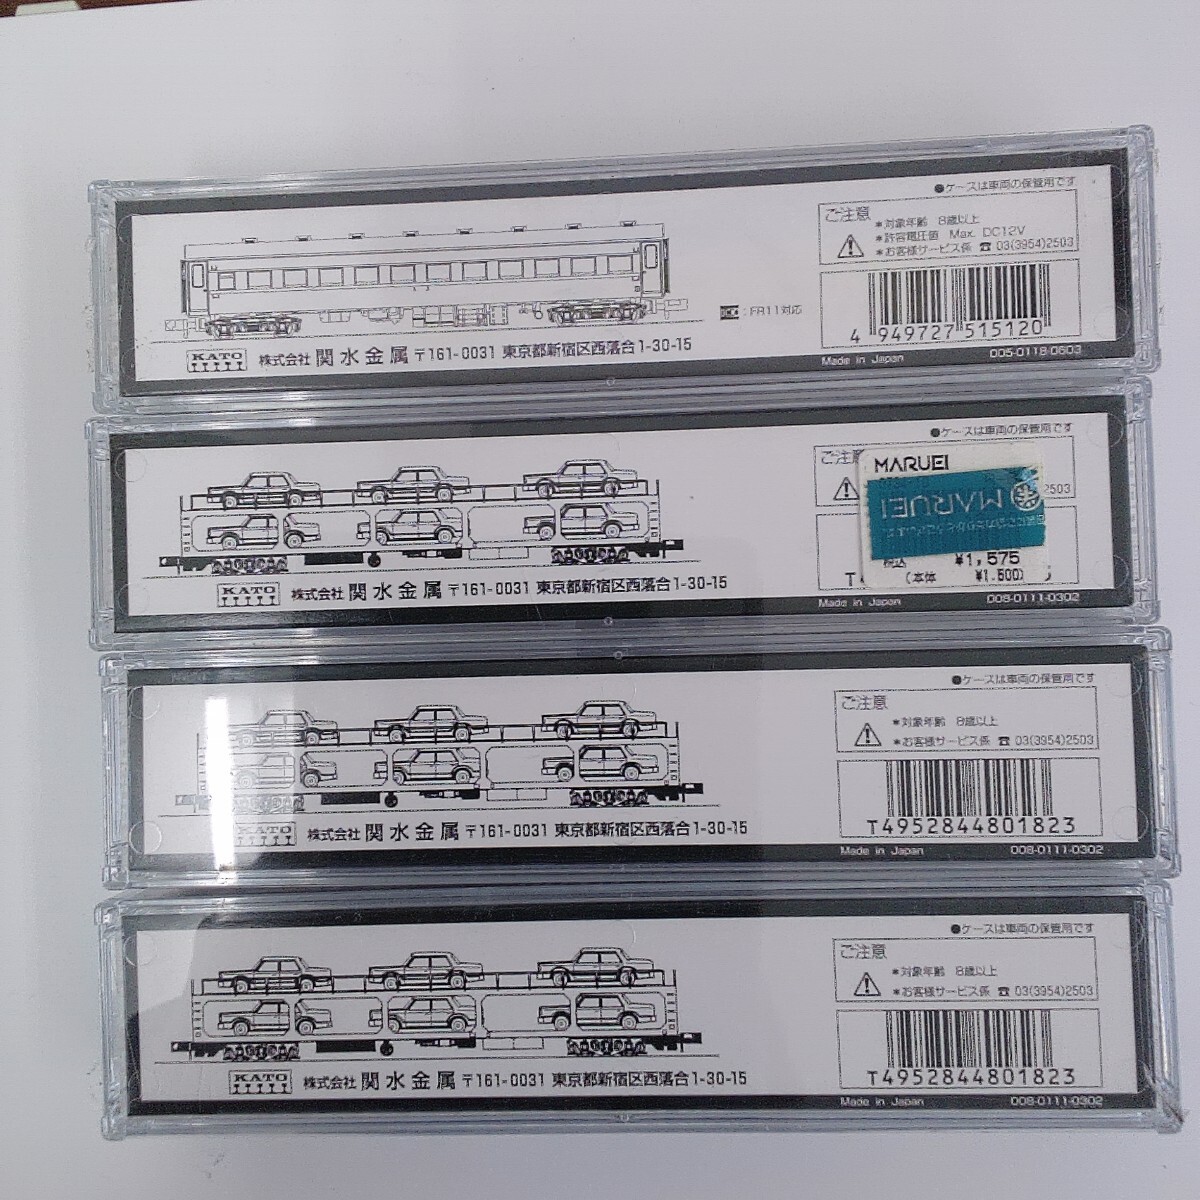 ●ケースは車両の保管用です
ご注意
*対象年齢 8歳以上
*許容電圧値 Max. DC12V
*お客様サービス係 ☎ 03(3954)2503
: FR11対応
4 949727 515120
KATO 株式会社 関水金属 〒161-0031 東京都新宿区西落合1-30-15
Made in Japan 005-0118-0603
●ケースは車両の保管用です
MARUEI
MARUEI
2503
¥1,575
(本体 ¥1,500)
KATO 株式会社 関水金属 〒161-0031 東京都新宿区西落合1-30-15
Made in Japan 008-0111-0302
●ケースは車両の保管用です
ご注意
*対象年齢 8歳以上
*お客様サービス係 ☎ 03(3954)2503
T4952844801823
KATO 株式会社 関水金属 〒161-0031 東京都新宿区西落合1-30-15
Made in Japan 008-0111-0302
●ケースは車両の保管用です
ご注意
*対象年齢 8歳以上
*お客様サービス係 ☎ 03(3954)2503
T4952844801823
KATO 株式会社 関水金属 〒161-0031 東京都新宿区西落合1-30-15
Made in Japan 008-0111-0302